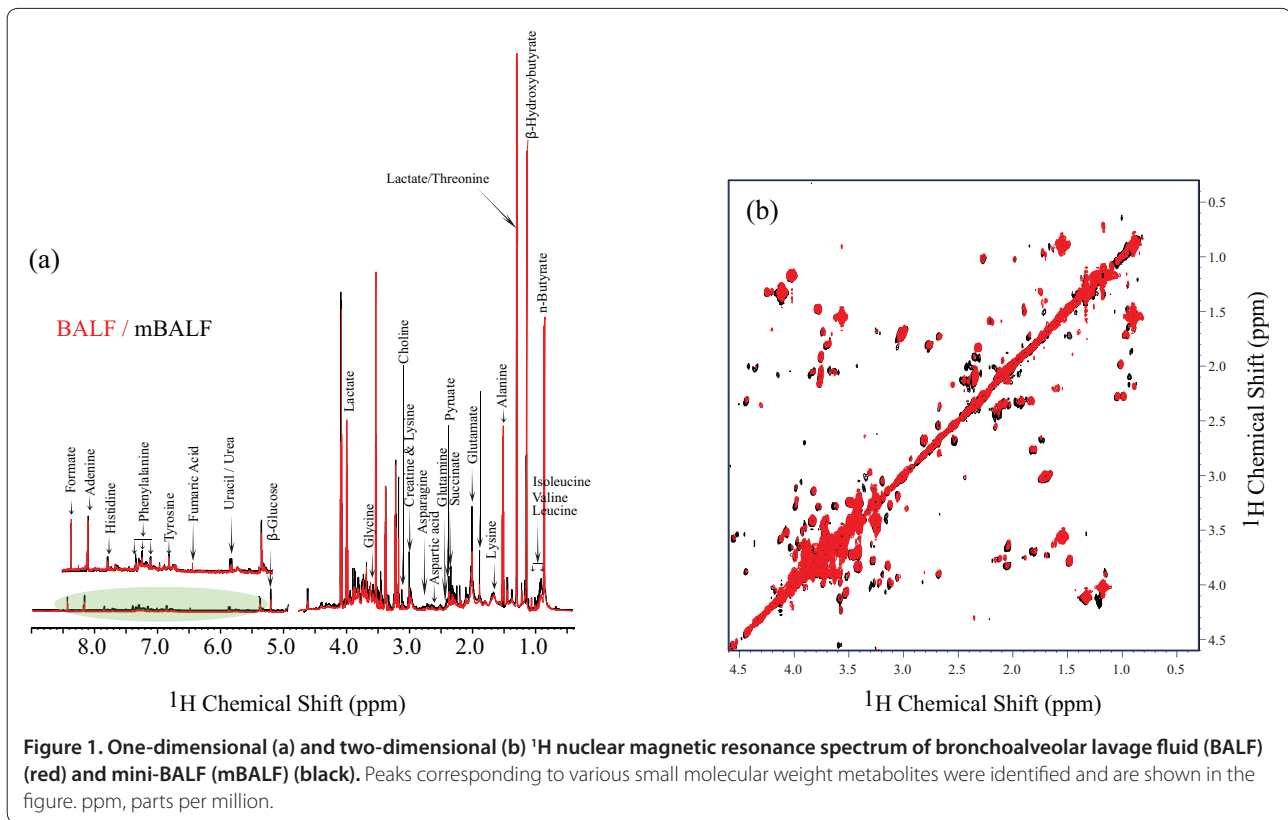 (a)
BALF / mBALF
Formate
Adenine
Histidine
Phenylalanine
Tyrosine
Fumaric Acid
Uracil / Urea
β-Glucose
Lactate
Glycine
Choline
Creatine & Lysine
Asparagine
Aspartic acid
Glutamine
Succinate
Pyruate
Glutamate
Lysine
Alanine
Lactate/Threonine
β-Hydroxybutyrate
n-Butyrate
Isoleucine
Valine
Leucine
8.0 7.0 6.0 5.0 4.0 3.0 2.0 1.0
1H Chemical Shift (ppm)
(b)
0.5
1.0
1.5
2.0
2.5
3.0
3.5
4.0
4.5
1H Chemical Shift (ppm)
4.5 4.0 3.5 3.0 2.5 2.0 1.5 1.0 0.5
1H Chemical Shift (ppm)
Figure 1. One-dimensional (a) and two-dimensional (b) ¹H nuclear magnetic resonance spectrum of bronchoalveolar lavage fluid (BALF)
(red) and mini-BALF (mBALF) (black). Peaks corresponding to various small molecular weight metabolites were identified and are shown in the
figure. ppm, parts per million.